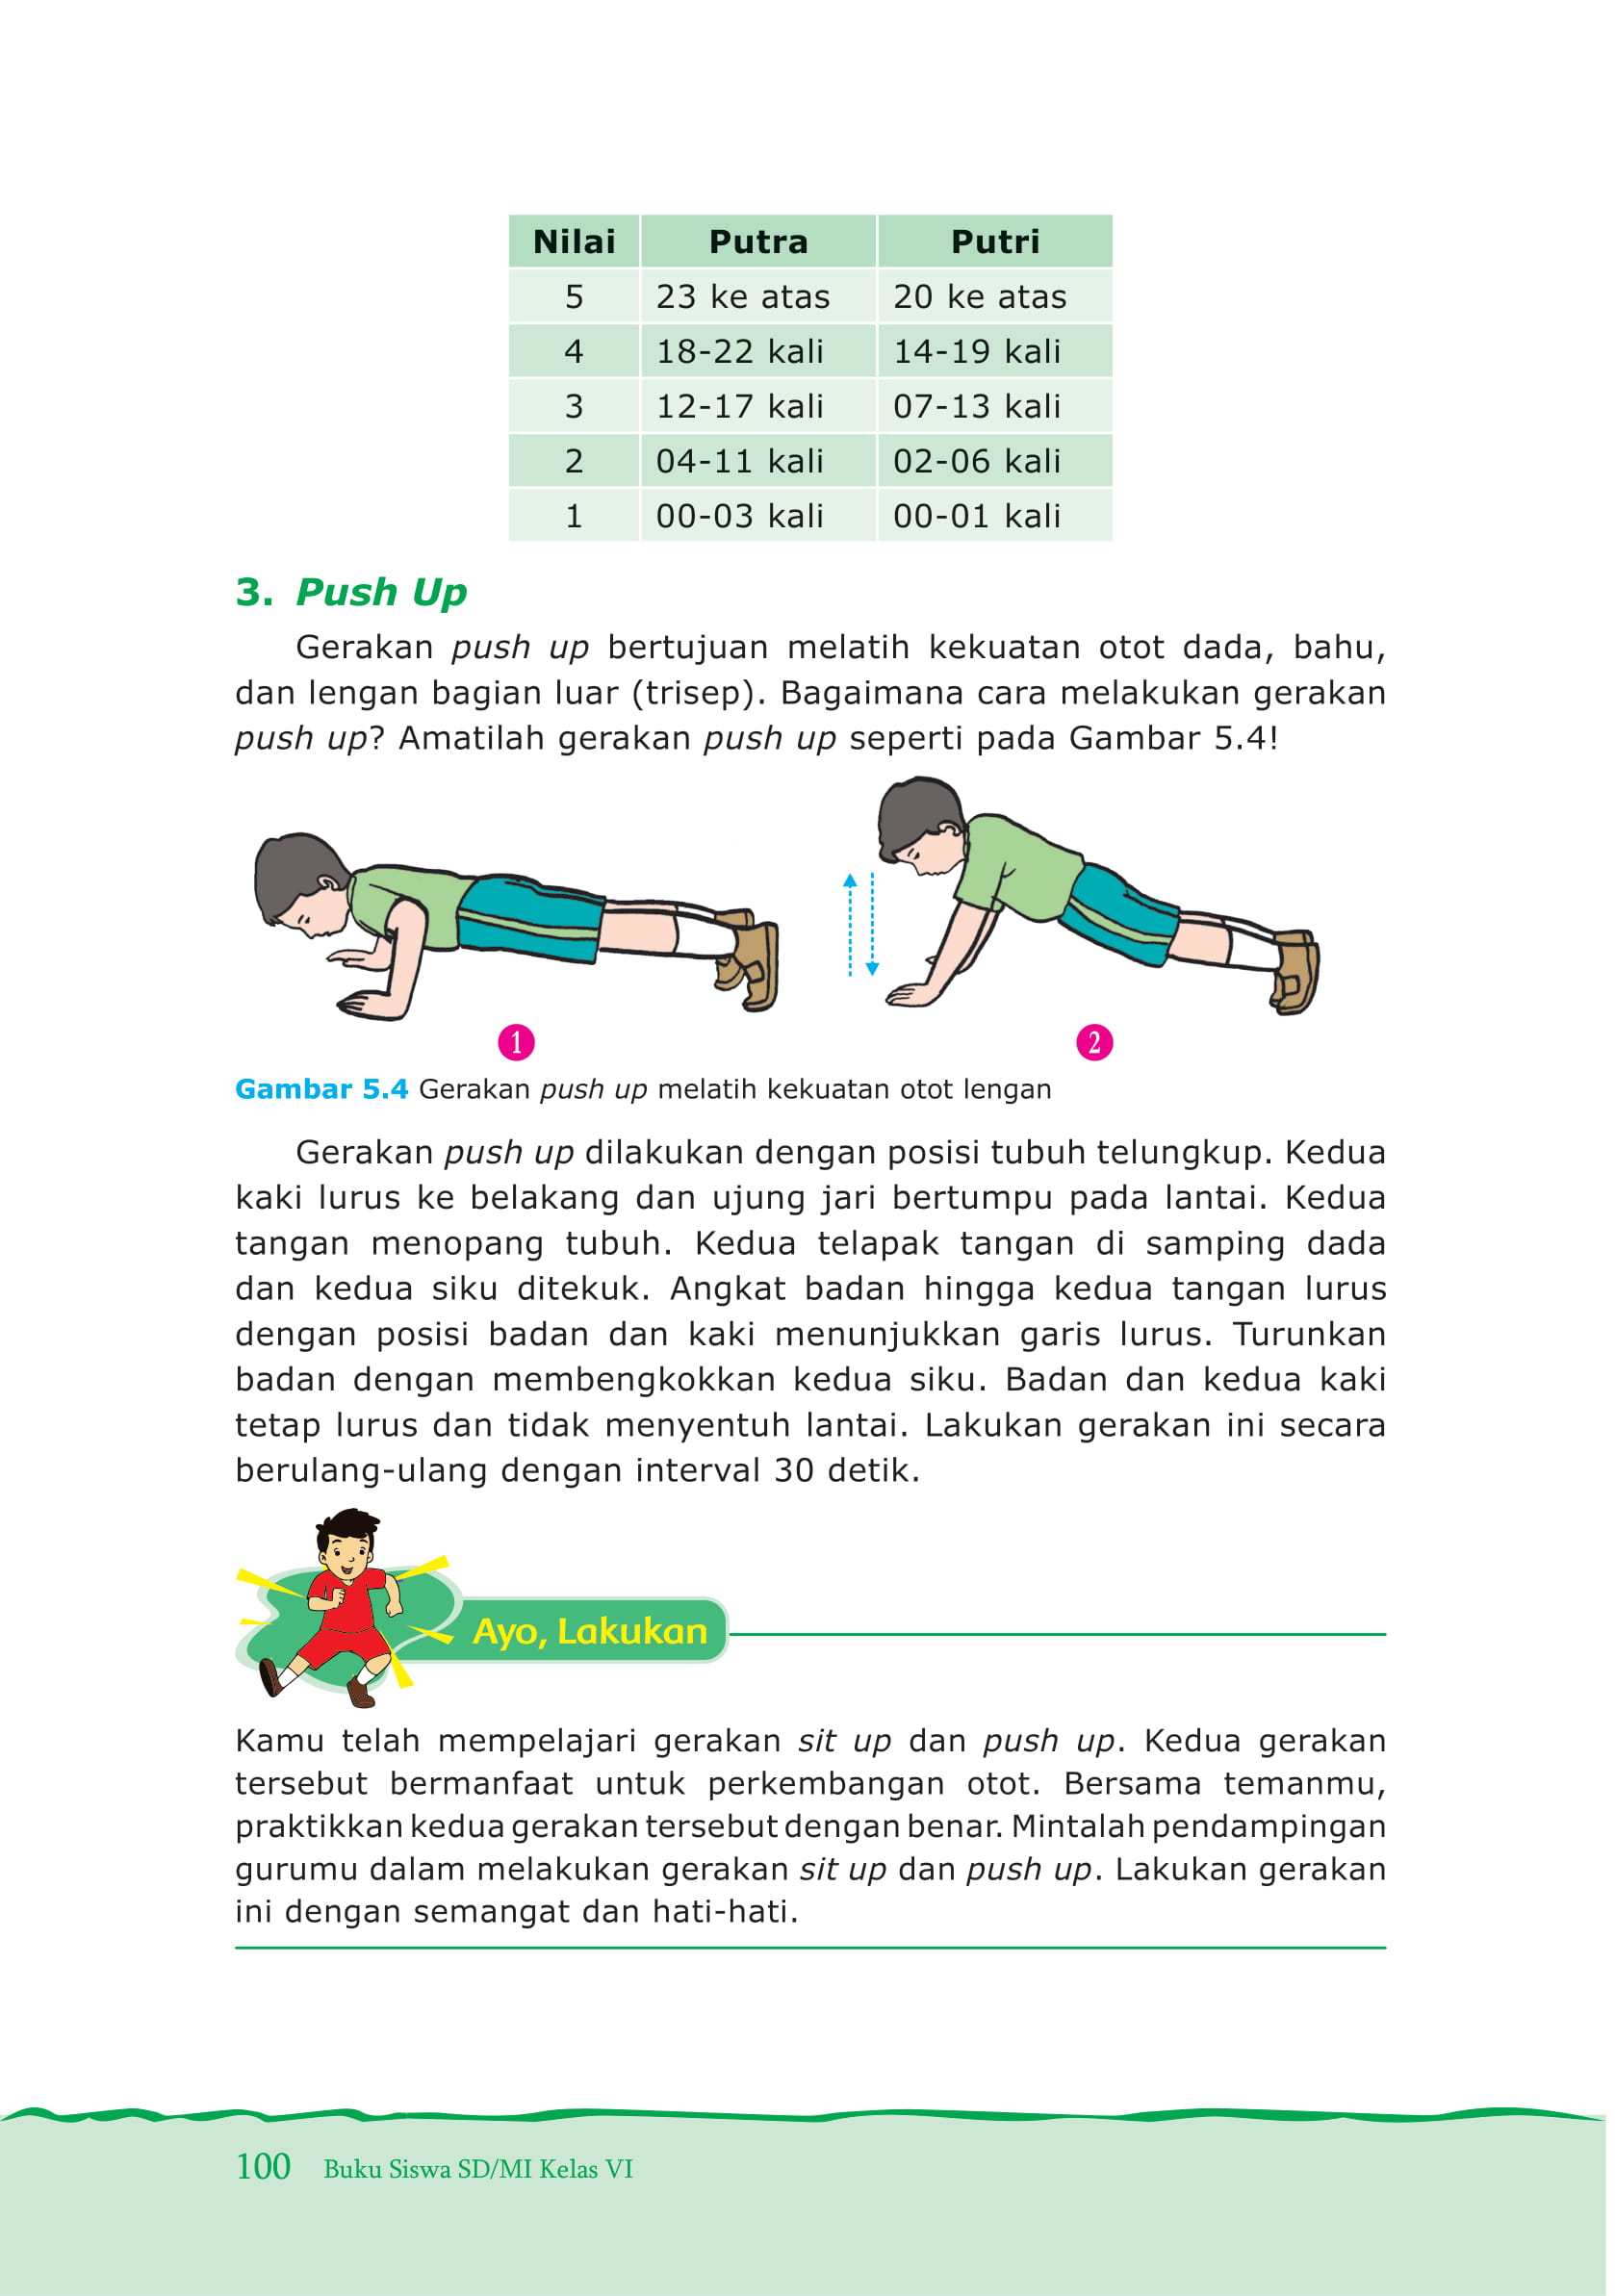 Nilai Putra Putri
5 23 ke atas 20 ke atas
4 18-22 kali 14-19 kali
3 12-17 kali 07-13 kali
2 04-11 kali 02-06 kali
1 00-03 kali 00-01 kali
3. Push Up
Gerakan push up bertujuan melatih kekuatan otot dada, bahu,
dan lengan bagian luar (trisep). Bagaimana cara melakukan gerakan
push up? Amatilah gerakan push up seperti pada Gambar 5.4!
1 2
Gambar 5.4 Gerakan push up melatih kekuatan otot lengan
Gerakan push up dilakukan dengan posisi tubuh telungkup. Kedua
kaki lurus ke belakang dan ujung jari bertumpu pada lantai. Kedua
tangan menopang tubuh. Kedua telapak tangan di samping dada
dan kedua siku ditekuk. Angkat badan hingga kedua tangan lurus
dengan posisi badan dan kaki menunjukkan garis lurus. Turunkan
badan dengan membengkokkan kedua siku. Badan dan kedua kaki
tetap lurus dan tidak menyentuh lantai. Lakukan gerakan ini secara
berulang-ulang dengan interval 30 detik.
Ayo, Lakukan
Kamu telah mempelajari gerakan sit up dan push up. Kedua gerakan
tersebut bermanfaat untuk perkembangan otot. Bersama temanmu,
praktikkan kedua gerakan tersebut dengan benar. Mintalah pendampingan
gurumu dalam melakukan gerakan sit up dan push up. Lakukan gerakan
ini dengan semangat dan hati-hati.
100 Buku Siswa SD/MI Kelas VI